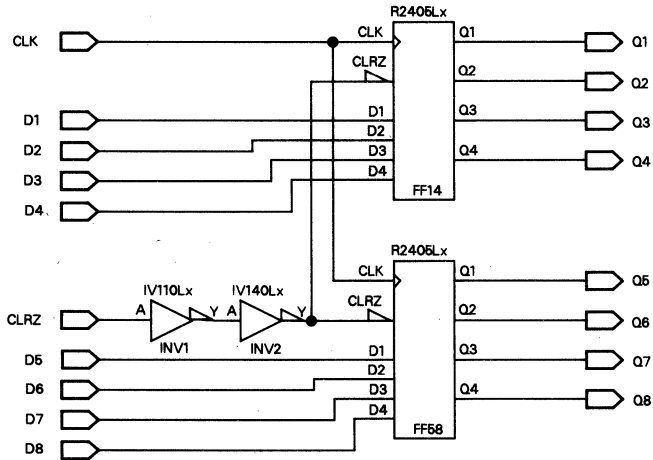 R2405Lx
CLK
CLK
Q1
Q1
CLRZ
Q2
Q2
D1
D1
Q3
Q3
D2
D2
D3
D3
Q4
Q4
D4
D4
FF14
R2405Lx
CLK
Q1
Q5
IV110Lx
IV140Lx
CLRZ
A
Y
A
Y
CLRZ
Q2
Q6
INV1
INV2
D5
D1
Q3
Q7
D6
D2
D7
D3
Q4
Q8
D4
FF58
D8